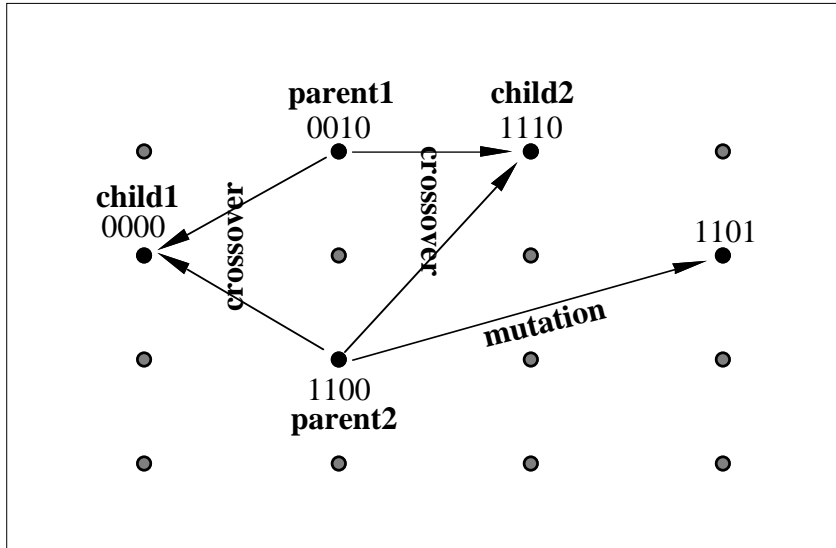 parent1
0010
child2
1110
child1
0000
crossover
crossover
1101
mutation
1100
parent2